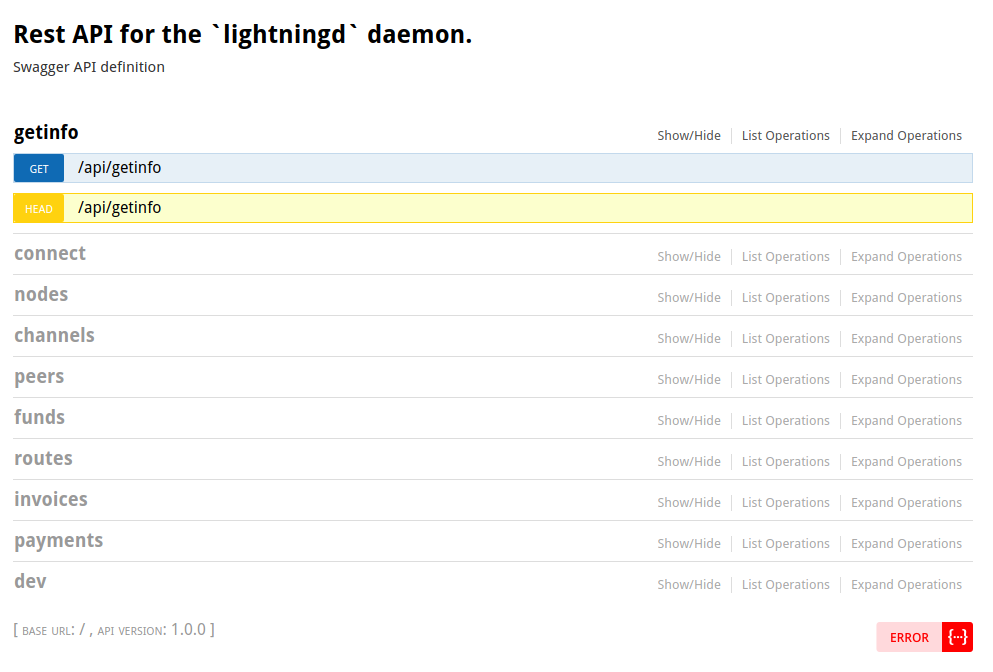 Rest API for the `lightningd` daemon.
Swagger API definition
getinfo Show/Hide List Operations Expand Operations
GET /api/getinfo
HEAD /api/getinfo
connect Show/Hide List Operations Expand Operations
nodes Show/Hide List Operations Expand Operations
channels Show/Hide List Operations Expand Operations
peers Show/Hide List Operations Expand Operations
funds Show/Hide List Operations Expand Operations
routes Show/Hide List Operations Expand Operations
invoices Show/Hide List Operations Expand Operations
payments Show/Hide List Operations Expand Operations
dev Show/Hide List Operations Expand Operations
[ BASE URL: / , API VERSION: 1.0.0 ] ERROR {···}